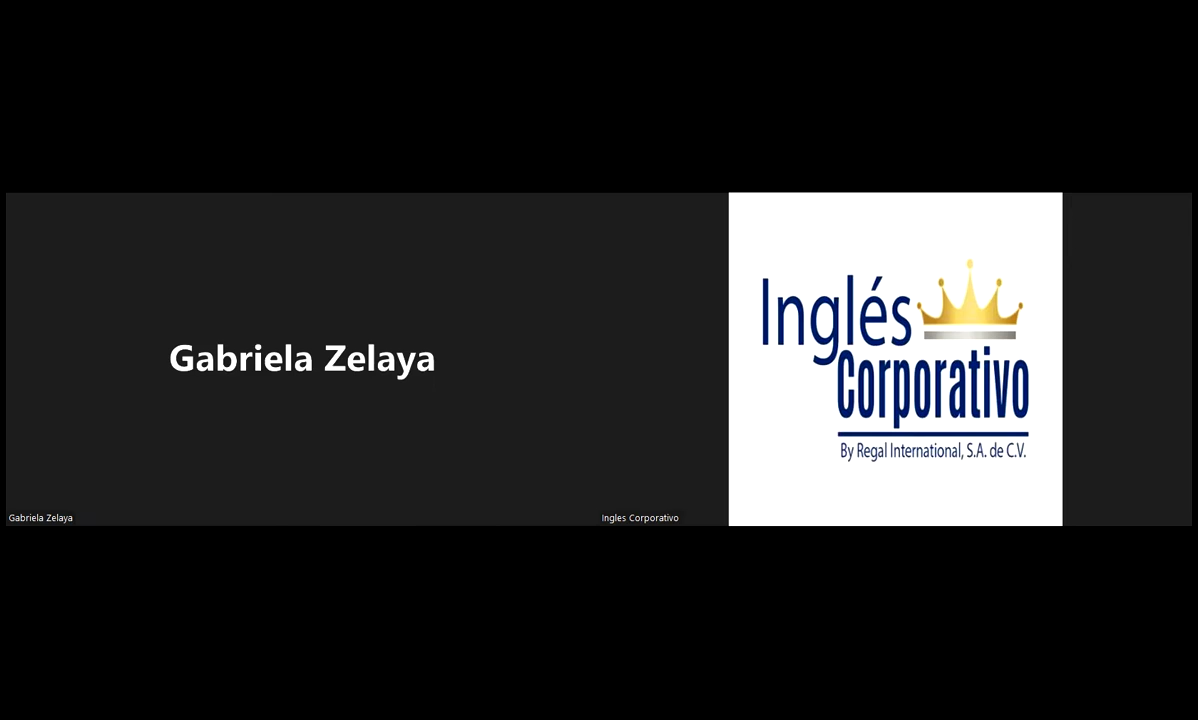 Gabriela Zelaya
Gabriela Zelaya
Inglés
Corporativo
By Regal International, S.A. de C.V.
Ingles Corporativo